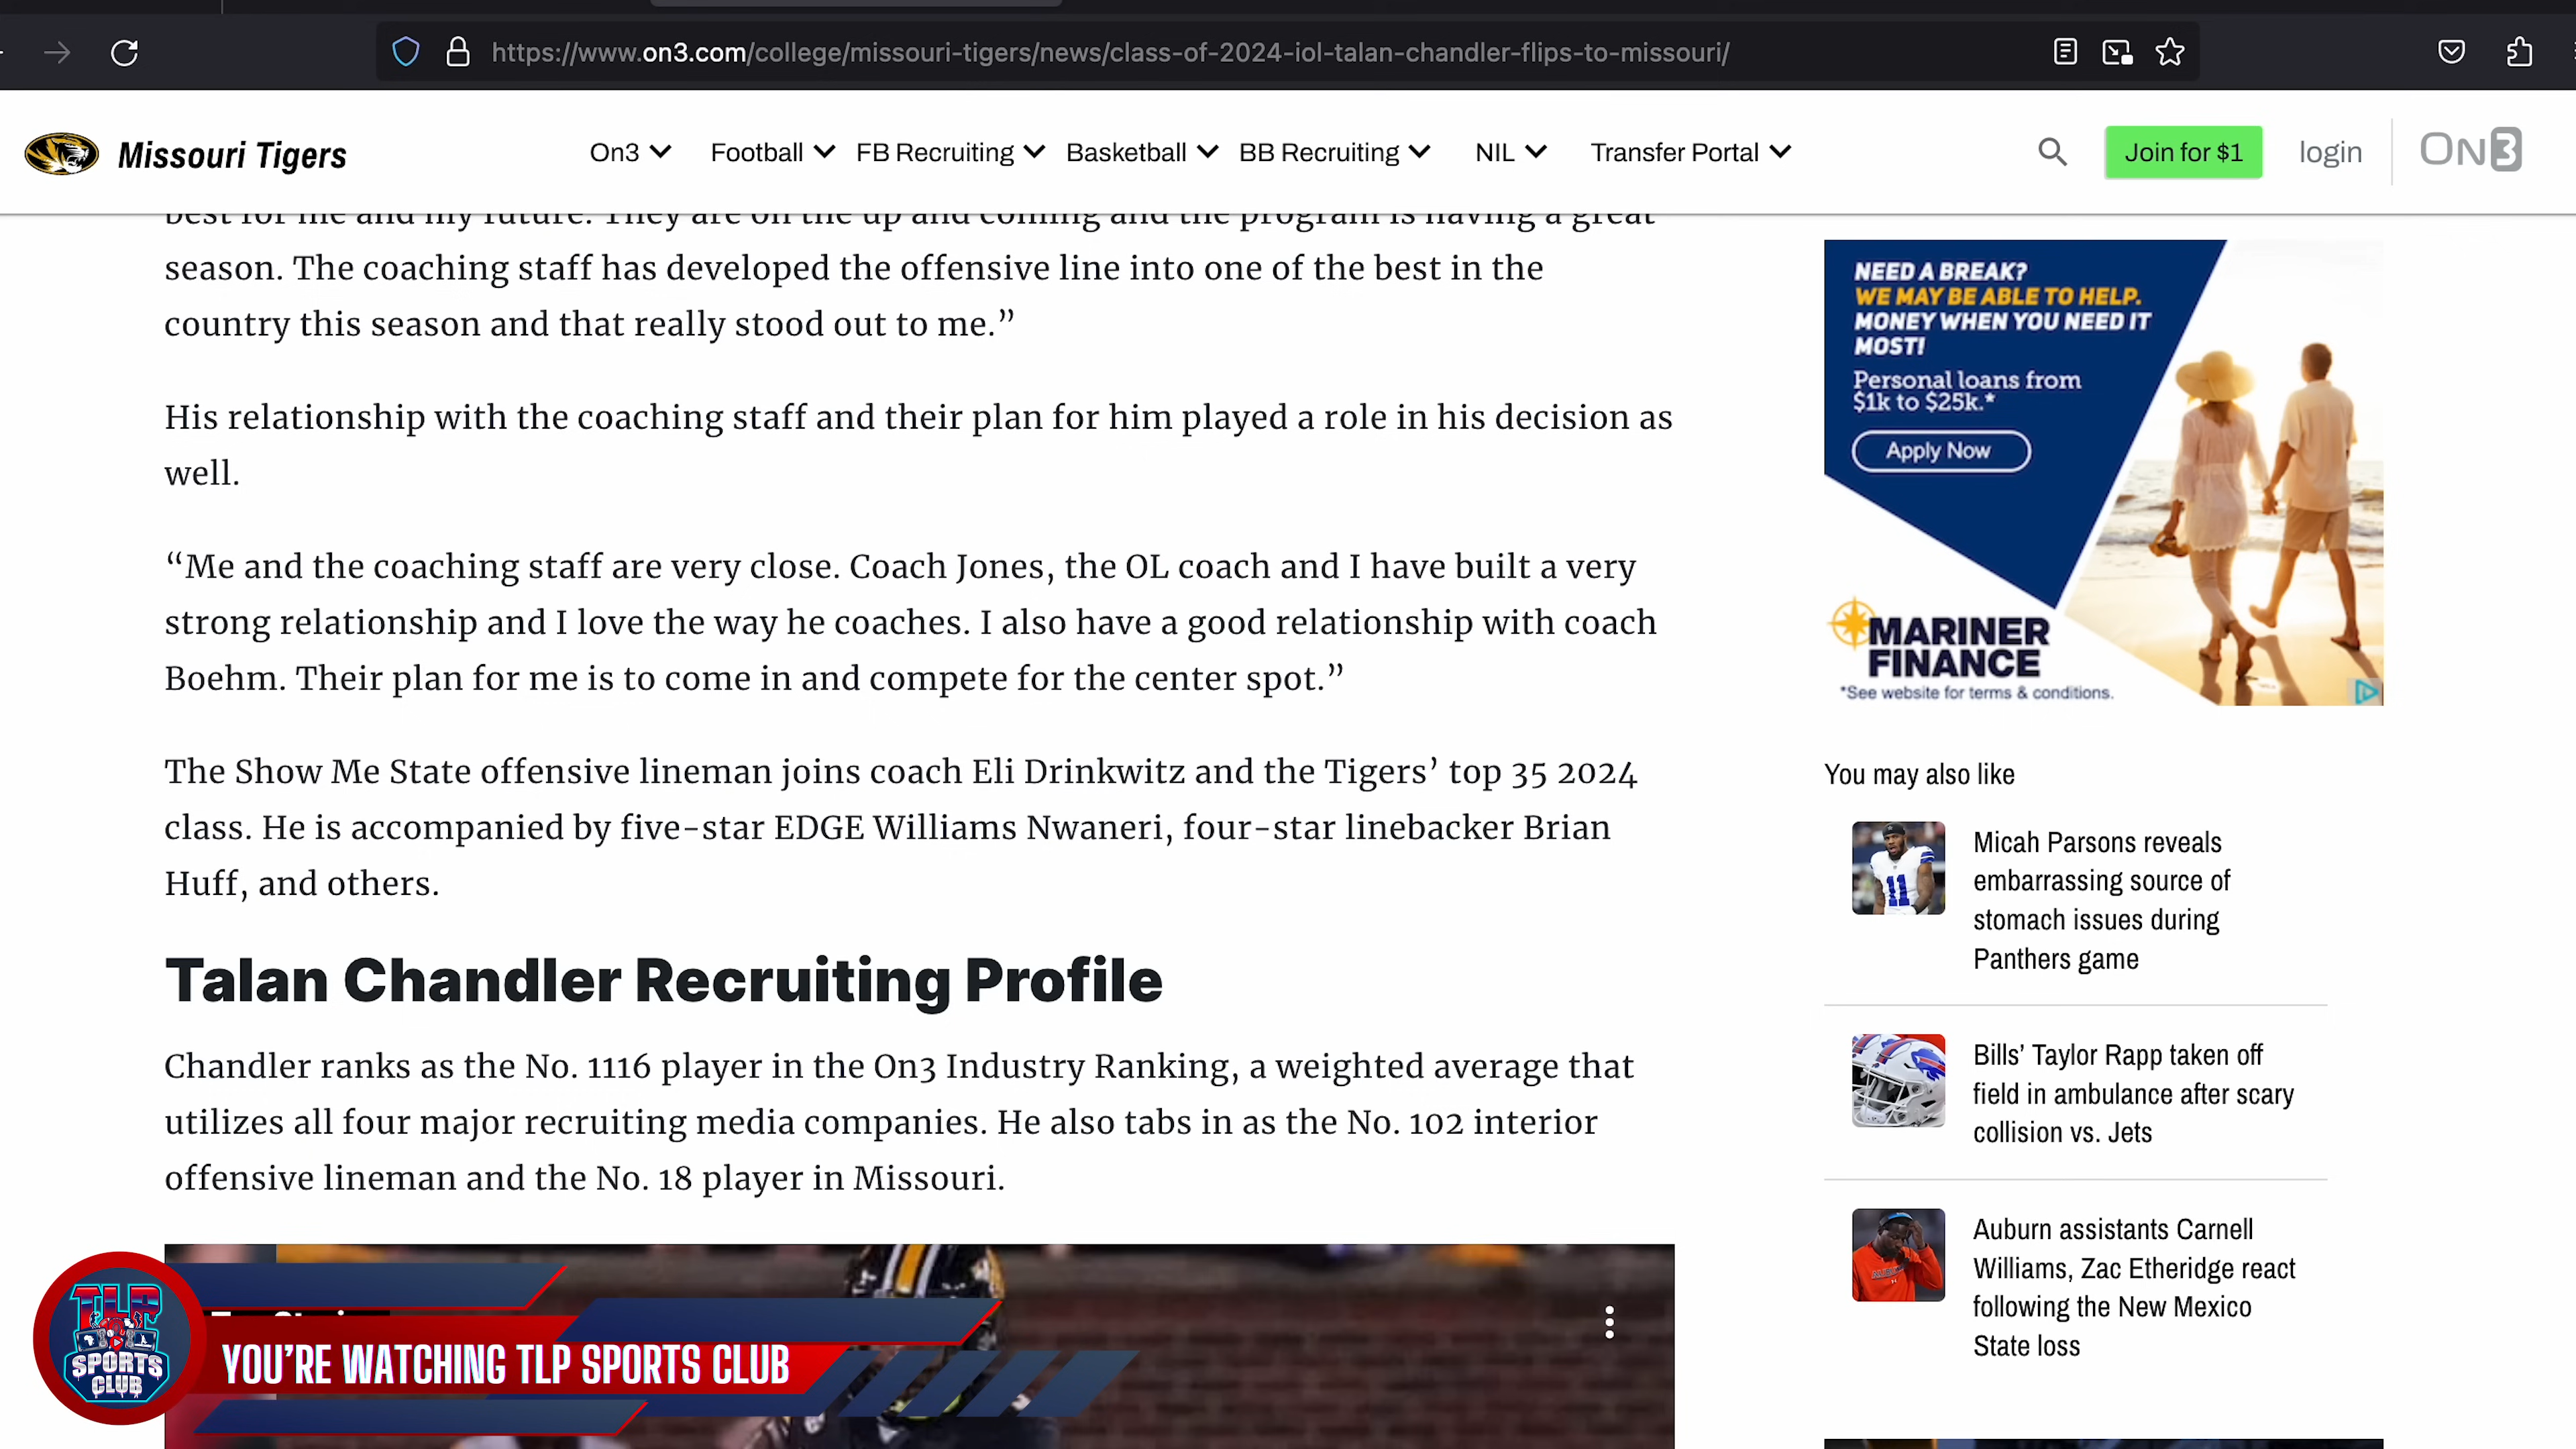 https://www.on3.com/college/missouri-tigers/news/class-of-2024-iol-talan-chandler-flips-to-missouri/
Missouri Tigers
On3
Football
FB Recruiting
Basketball
BB Recruiting
NIL
Transfer Portal
Join for $1
login
ON3
best for me and my future. They are on the up and coming and the program is having a great
season. The coaching staff has developed the offensive line into one of the best in the
country this season and that really stood out to me.”
His relationship with the coaching staff and their plan for him played a role in his decision as
well.
“Me and the coaching staff are very close. Coach Jones, the OL coach and I have built a very
strong relationship and I love the way he coaches. I also have a good relationship with coach
Boehm. Their plan for me is to come in and compete for the center spot.”
The Show Me State offensive lineman joins coach Eli Drinkwitz and the Tigers’ top 35 2024
class. He is accompanied by five-star EDGE Williams Nwaneri, four-star linebacker Brian
Huff, and others.
Talan Chandler Recruiting Profile
Chandler ranks as the No. 1116 player in the On3 Industry Ranking, a weighted average that
utilizes all four major recruiting media companies. He also tabs in as the No. 102 interior
offensive lineman and the No. 18 player in Missouri.
NEED A BREAK?
WE MAY BE ABLE TO HELP.
MONEY WHEN YOU NEED IT
MOST!
Personal loans from
$1k to $25k.*
Apply Now
MARINER
FINANCE
*See website for terms & conditions.
You may also like
Micah Parsons reveals
embarrassing source of
stomach issues during
Panthers game
11
Bills’ Taylor Rapp taken off
field in ambulance after scary
collision vs. Jets
Auburn assistants Carnell
Williams, Zac Etheridge react
following the New Mexico
State loss
TLP
SPORTS
CLUB
YOU'RE WATCHING TLP SPORTS CLUB